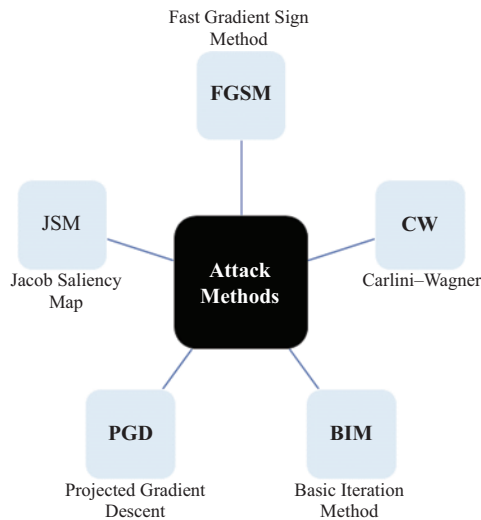 Fast Gradient Sign
Method
FGSM
JSM
Jacob Saliency
Map
Attack
Methods
CW
Carlini–Wagner
PGD
Projected Gradient
Descent
BIM
Basic Iteration
Method